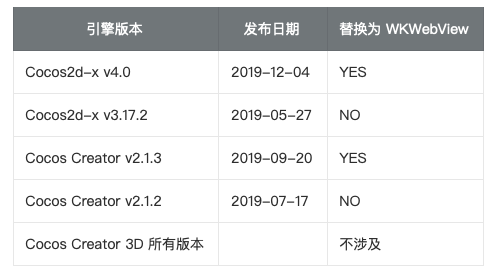 引擎版本 发布日期 替换为 WKWebView
Cocos2d-x v4.0 2019-12-04 YES
Cocos2d-x v3.17.2 2019-05-27 NO
Cocos Creator v2.1.3 2019-09-20 YES
Cocos Creator v2.1.2 2019-07-17 NO
Cocos Creator 3D 所有版本 不涉及